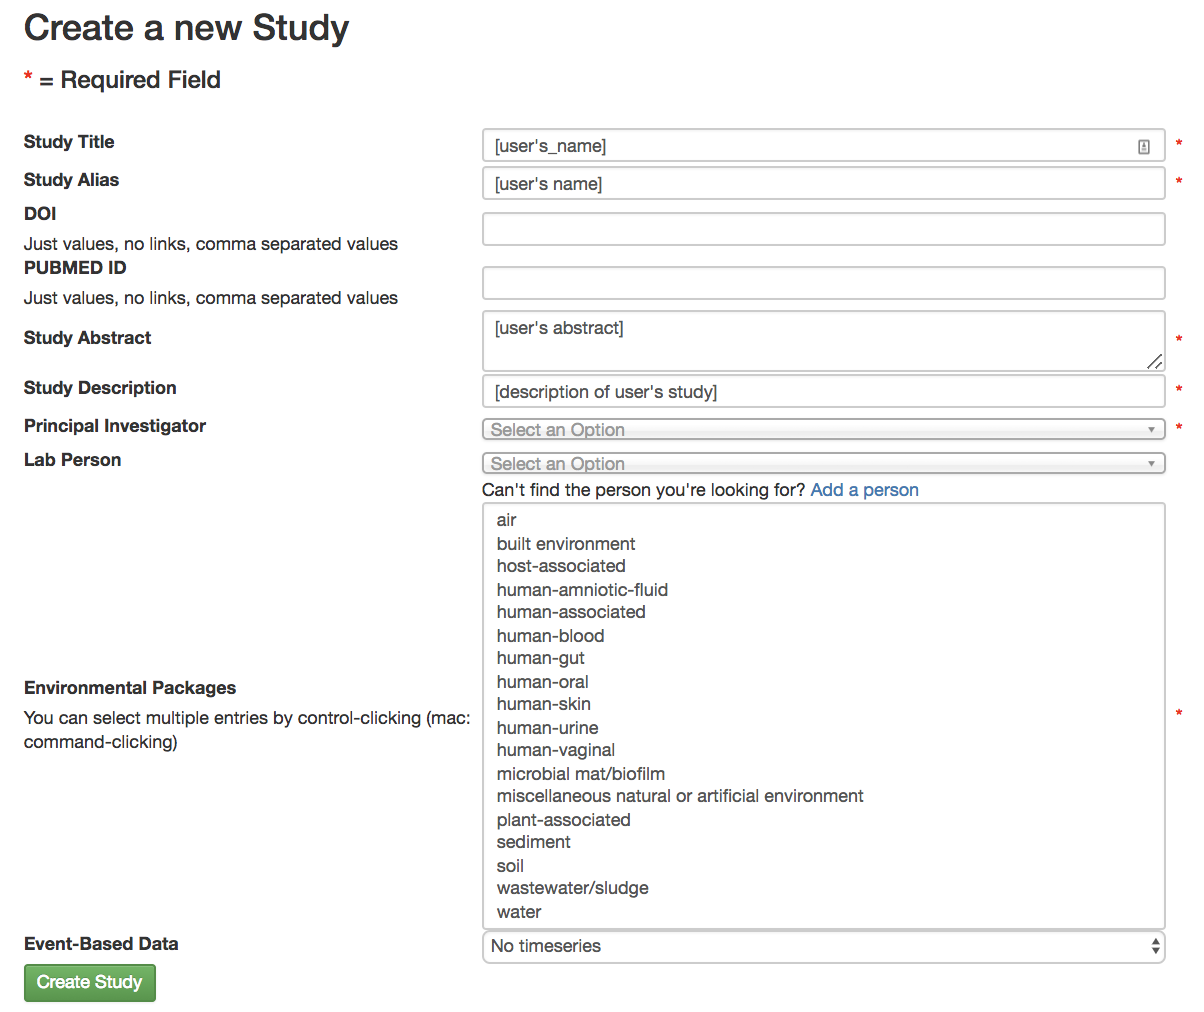 Create a new Study
* = Required Field
Study Title
[user's_name]
*
Study Alias
[user's name]
*
DOI
Just values, no links, comma separated values
PUBMED ID
Just values, no links, comma separated values
Study Abstract
[user's abstract]
*
Study Description
[description of user's study]
*
Principal Investigator
Select an Option
*
Lab Person
Select an Option
Can't find the person you're looking for? Add a person
Environmental Packages
You can select multiple entries by control-clicking (mac:
command-clicking)
air
built environment
host-associated
human-amniotic-fluid
human-associated
human-blood
human-gut
human-oral
human-skin
human-urine
human-vaginal
microbial mat/biofilm
miscellaneous natural or artificial environment
plant-associated
sediment
soil
wastewater/sludge
water
*
Event-Based Data
No timeseries
Create Study